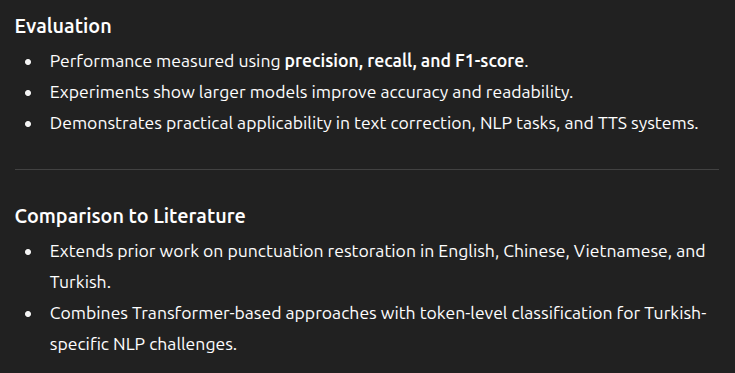 Evaluation
• Performance measured using precision, recall, and F1-score.
• Experiments show larger models improve accuracy and readability.
• Demonstrates practical applicability in text correction, NLP tasks, and TTS systems.
Comparison to Literature
• Extends prior work on punctuation restoration in English, Chinese, Vietnamese, and
Turkish.
• Combines Transformer-based approaches with token-level classification for Turkish-
specific NLP challenges.